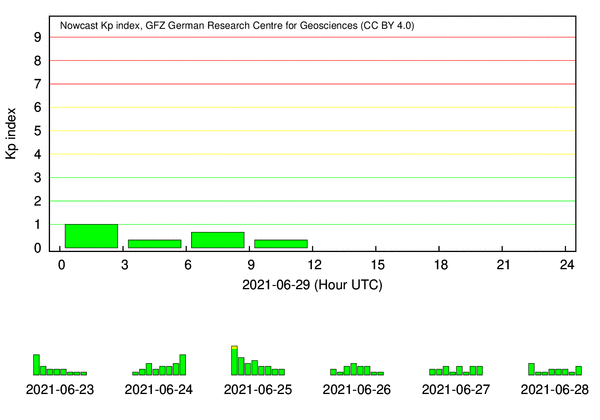 Nowcast Kp index, GFZ German Research Centre for Geosciences (CC BY 4.0)
9
8
7
6
5
4
3
2
1
0
Kp index
0 3 6 9 12 15 18 21 24
2021-06-29 (Hour UTC)
2021-06-23 2021-06-24 2021-06-25 2021-06-26 2021-06-27 2021-06-28